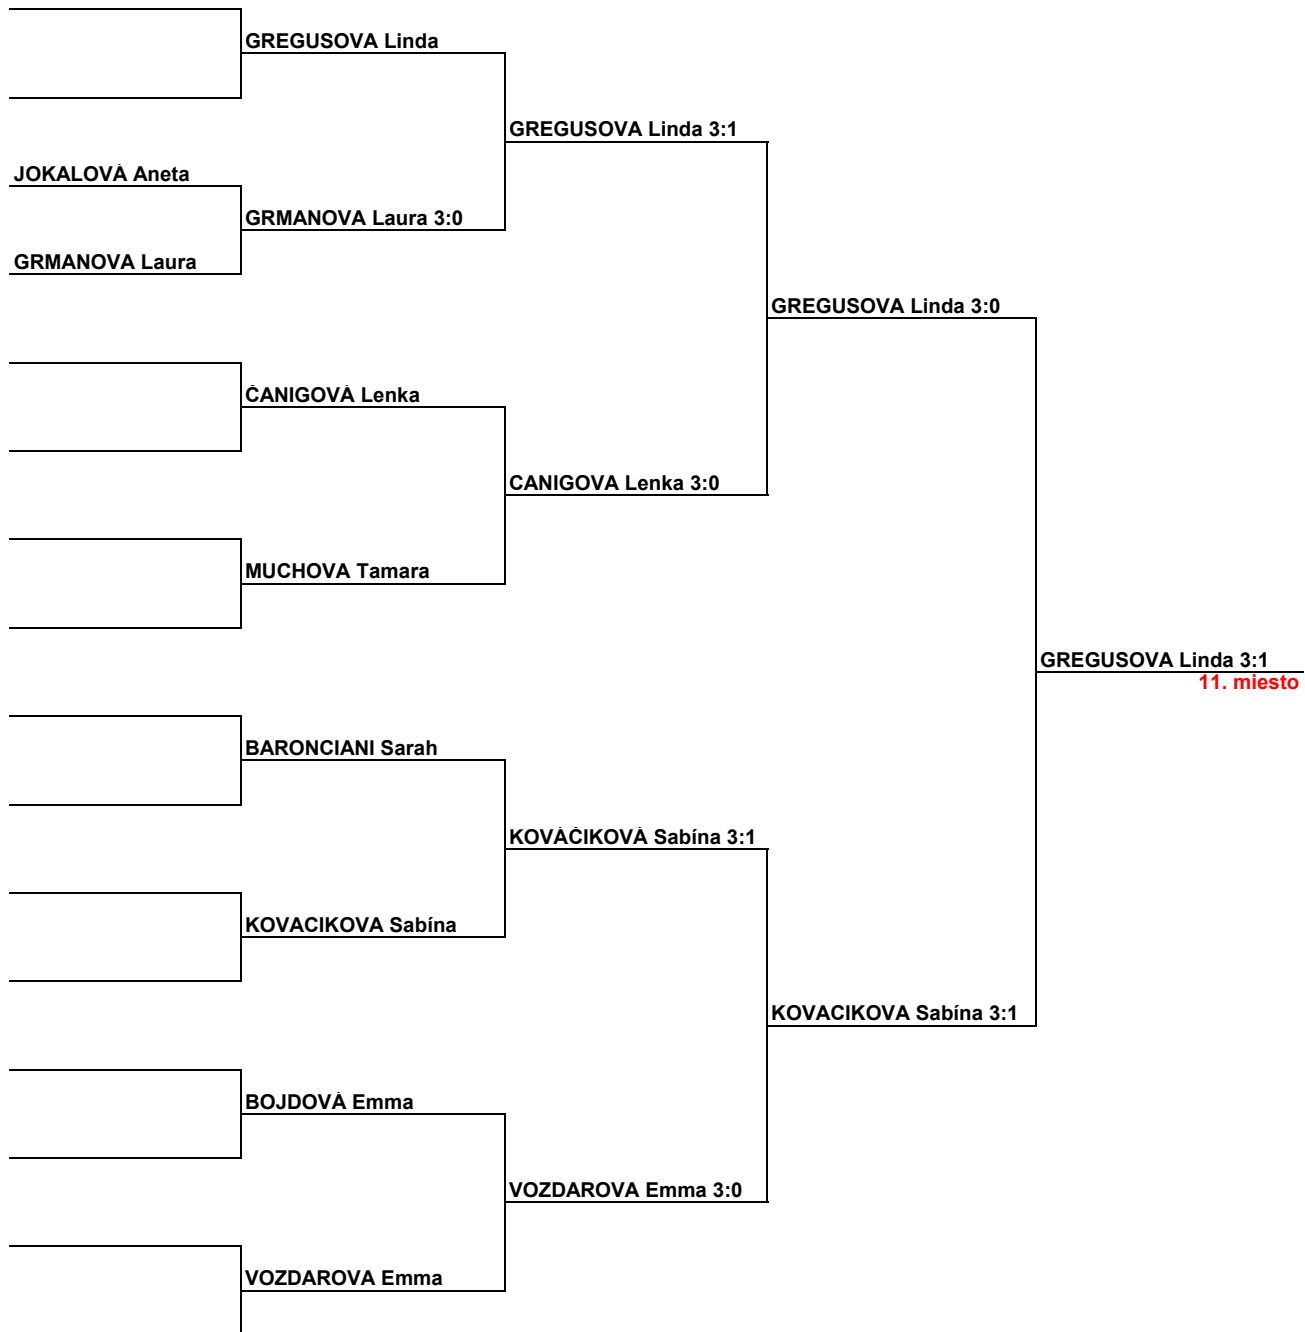 GREGUSOVA Linda
GREGUSOVA Linda 3:1
JOKALOVÁ Aneta
GRMANOVA Laura 3:0
GRMANOVA Laura
GREGUSOVA Linda 3:0
ČANIGOVÁ Lenka
CANIGOVA Lenka 3:0
MUCHOVA Tamara
GREGUSOVA Linda 3:1
11. miesto
BARONCIANI Sarah
KOVÁČIKOVÁ Sabína 3:1
KOVACIKOVA Sabína
KOVACIKOVA Sabína 3:1
BOJDOVÁ Emma
VOZDAROVA Emma 3:0
VOZDAROVA Emma